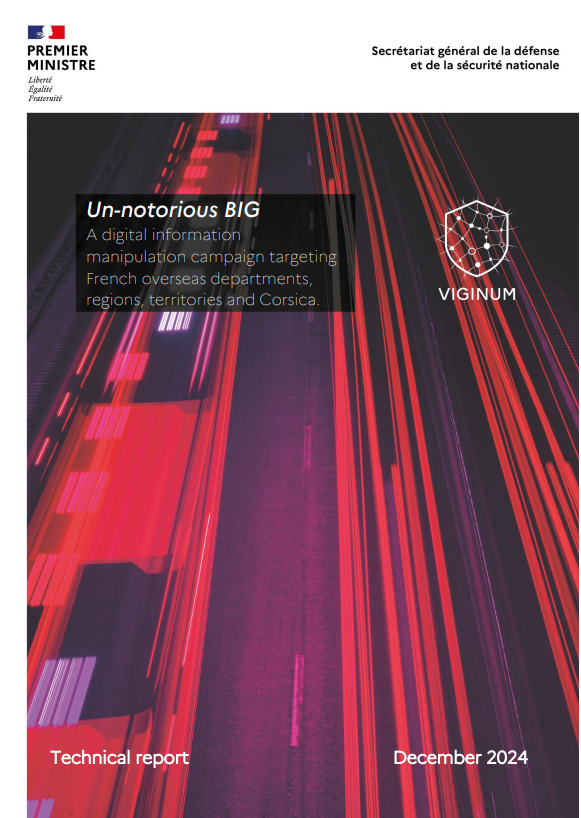 PREMIER
MINISTRE
Liberté
Égalité
Fraternité
Secrétariat général de la défense
et de la sécurité nationale
Un-notorious BIG
A digital information
manipulation campaign targeting
French overseas departments,
regions, territories and Corsica.
VIGINUM
Technical report
December 2024